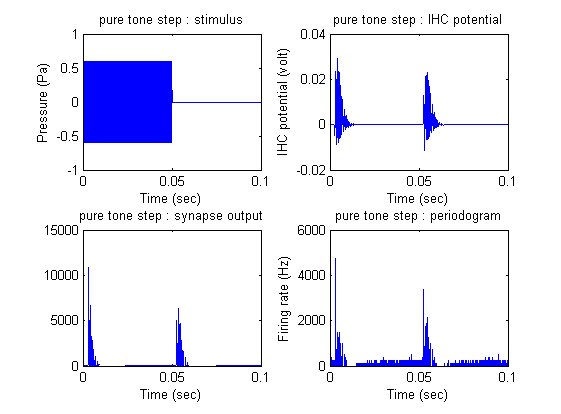 pure tone step : stimulus
1
0.5
0
-0.5
-1
Pressure (Pa)
0 0.05 0.1
Time (sec)
pure tone step : IHC potential
0.04
0.02
0
-0.02
IHC potential (volt)
0 0.05 0.1
Time (sec)
pure tone step : synapse output
15000
10000
5000
0
0 0.05 0.1
Time (sec)
pure tone step : periodogram
6000
4000
2000
0
Firing rate (Hz)
0 0.05 0.1
Time (sec)